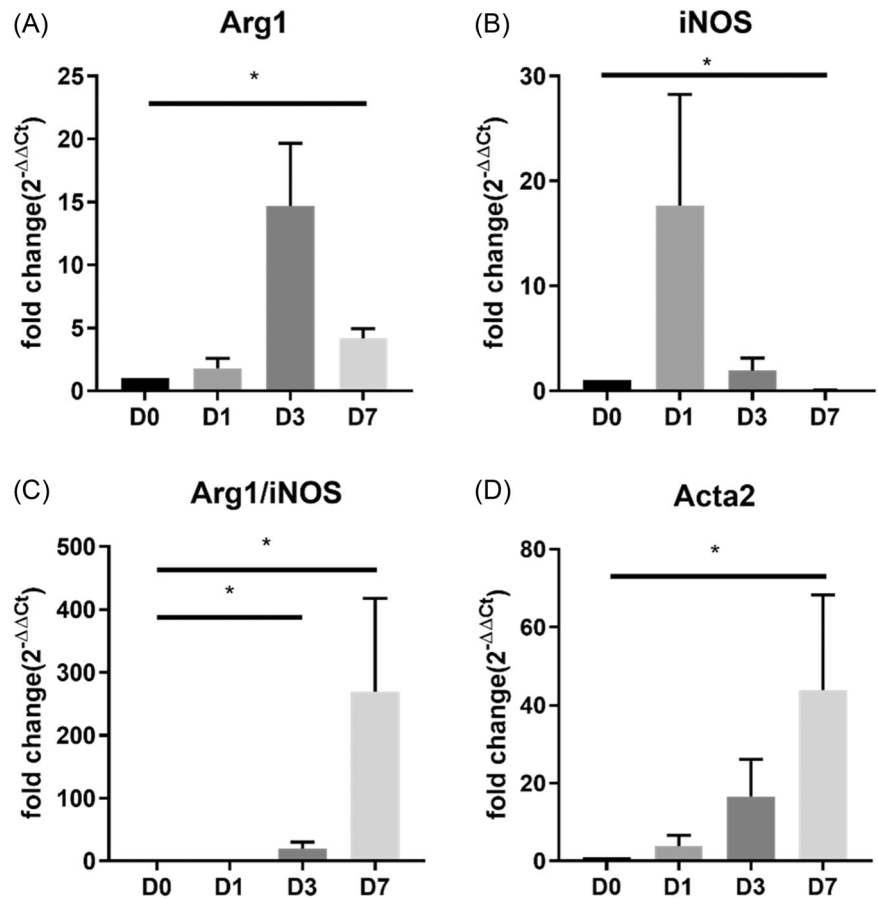 (A) Arg1
fold change(2-ΔΔCt)
25
20
15
10
5
0
*
D0 D1 D3 D7
(B) iNOS
fold change(2-ΔΔCt)
30
20
10
0
*
D0 D1 D3 D7
(C) Arg1/iNOS
fold change(2-ΔΔCt)
500
400
300
200
100
0
*
*
D0 D1 D3 D7
(D) Acta2
fold change(2-ΔΔCt)
80
60
40
20
0
*
D0 D1 D3 D7